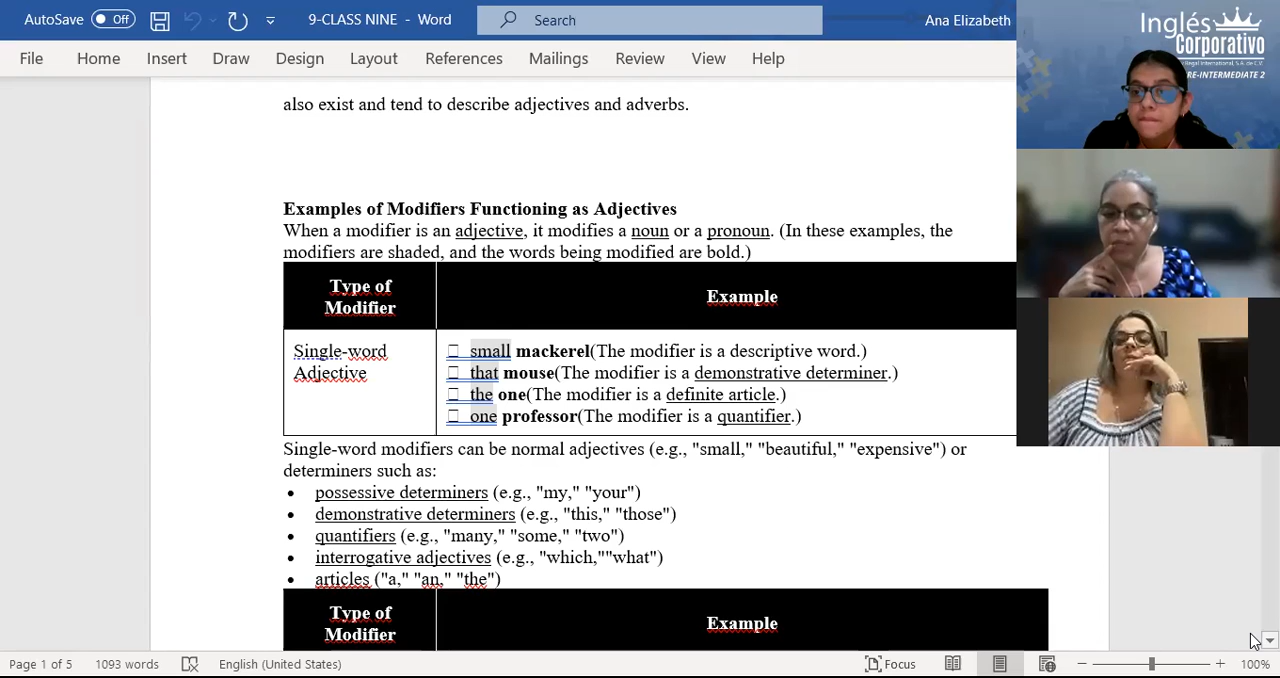 AutoSave Off 9-CLASS NINE - Word Search Ana Elizabeth
File Home Insert Draw Design Layout References Mailings Review View Help
Inglés
Corporativo
Regal International, S.A. de C.V.
RE-INTERMEDIATE 2
also exist and tend to describe adjectives and adverbs.
Examples of Modifiers Functioning as Adjectives
When a modifier is an adjective, it modifies a noun or a pronoun. (In these examples, the
modifiers are shaded, and the words being modified are bold.)
Type of
Modifier
Example
Single-word
Adjective
small mackerel(The modifier is a descriptive word.)
that mouse(The modifier is a demonstrative determiner.)
the one(The modifier is a definite article.)
one professor(The modifier is a quantifier.)
Single-word modifiers can be normal adjectives (e.g., "small," "beautiful," "expensive") or
determiners such as:
• possessive determiners (e.g., "my," "your")
• demonstrative determiners (e.g., "this," "those")
• quantifiers (e.g., "many," "some," "two")
• interrogative adjectives (e.g., "which,""what")
• articles ("a," "an," "the")
Type of
Modifier
Example
Page 1 of 5 1093 words English (United States) Focus 100%